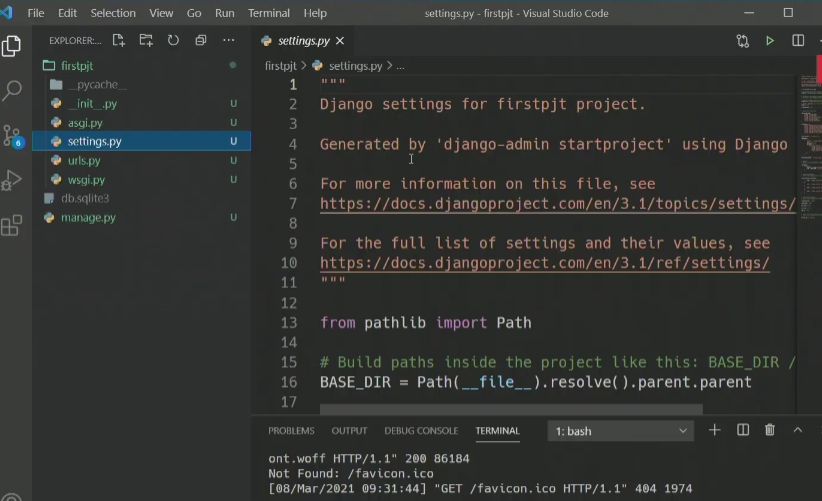 File Edit Selection View Go Run Terminal Help settings.py - firstpjt - Visual Studio Code
EXPLORER:... settings.py
firstpjt firstpjt > settings.py > ...
__pycache__
__init__.py U
asgi.py U
settings.py U
urls.py U
wsgi.py U
db.sqlite3
manage.py U
6
1 """
2 Django settings for firstpjt project.
3
4 Generated by 'django-admin startproject' using Django
5
6 For more information on this file, see
7 https://docs.djangoproject.com/en/3.1/topics/settings/
8
9 For the full list of settings and their values, see
10 https://docs.djangoproject.com/en/3.1/ref/settings/
11 """
12
13 from pathlib import Path
14
15 # Build paths inside the project like this: BASE_DIR /
16 BASE_DIR = Path(__file__).resolve().parent.parent
17
PROBLEMS OUTPUT DEBUG CONSOLE TERMINAL 1: bash
ont.woff HTTP/1.1" 200 86184
Not Found: /favicon.ico
[08/Mar/2021 09:31:44] "GET /favicon.ico HTTP/1.1" 404 1974